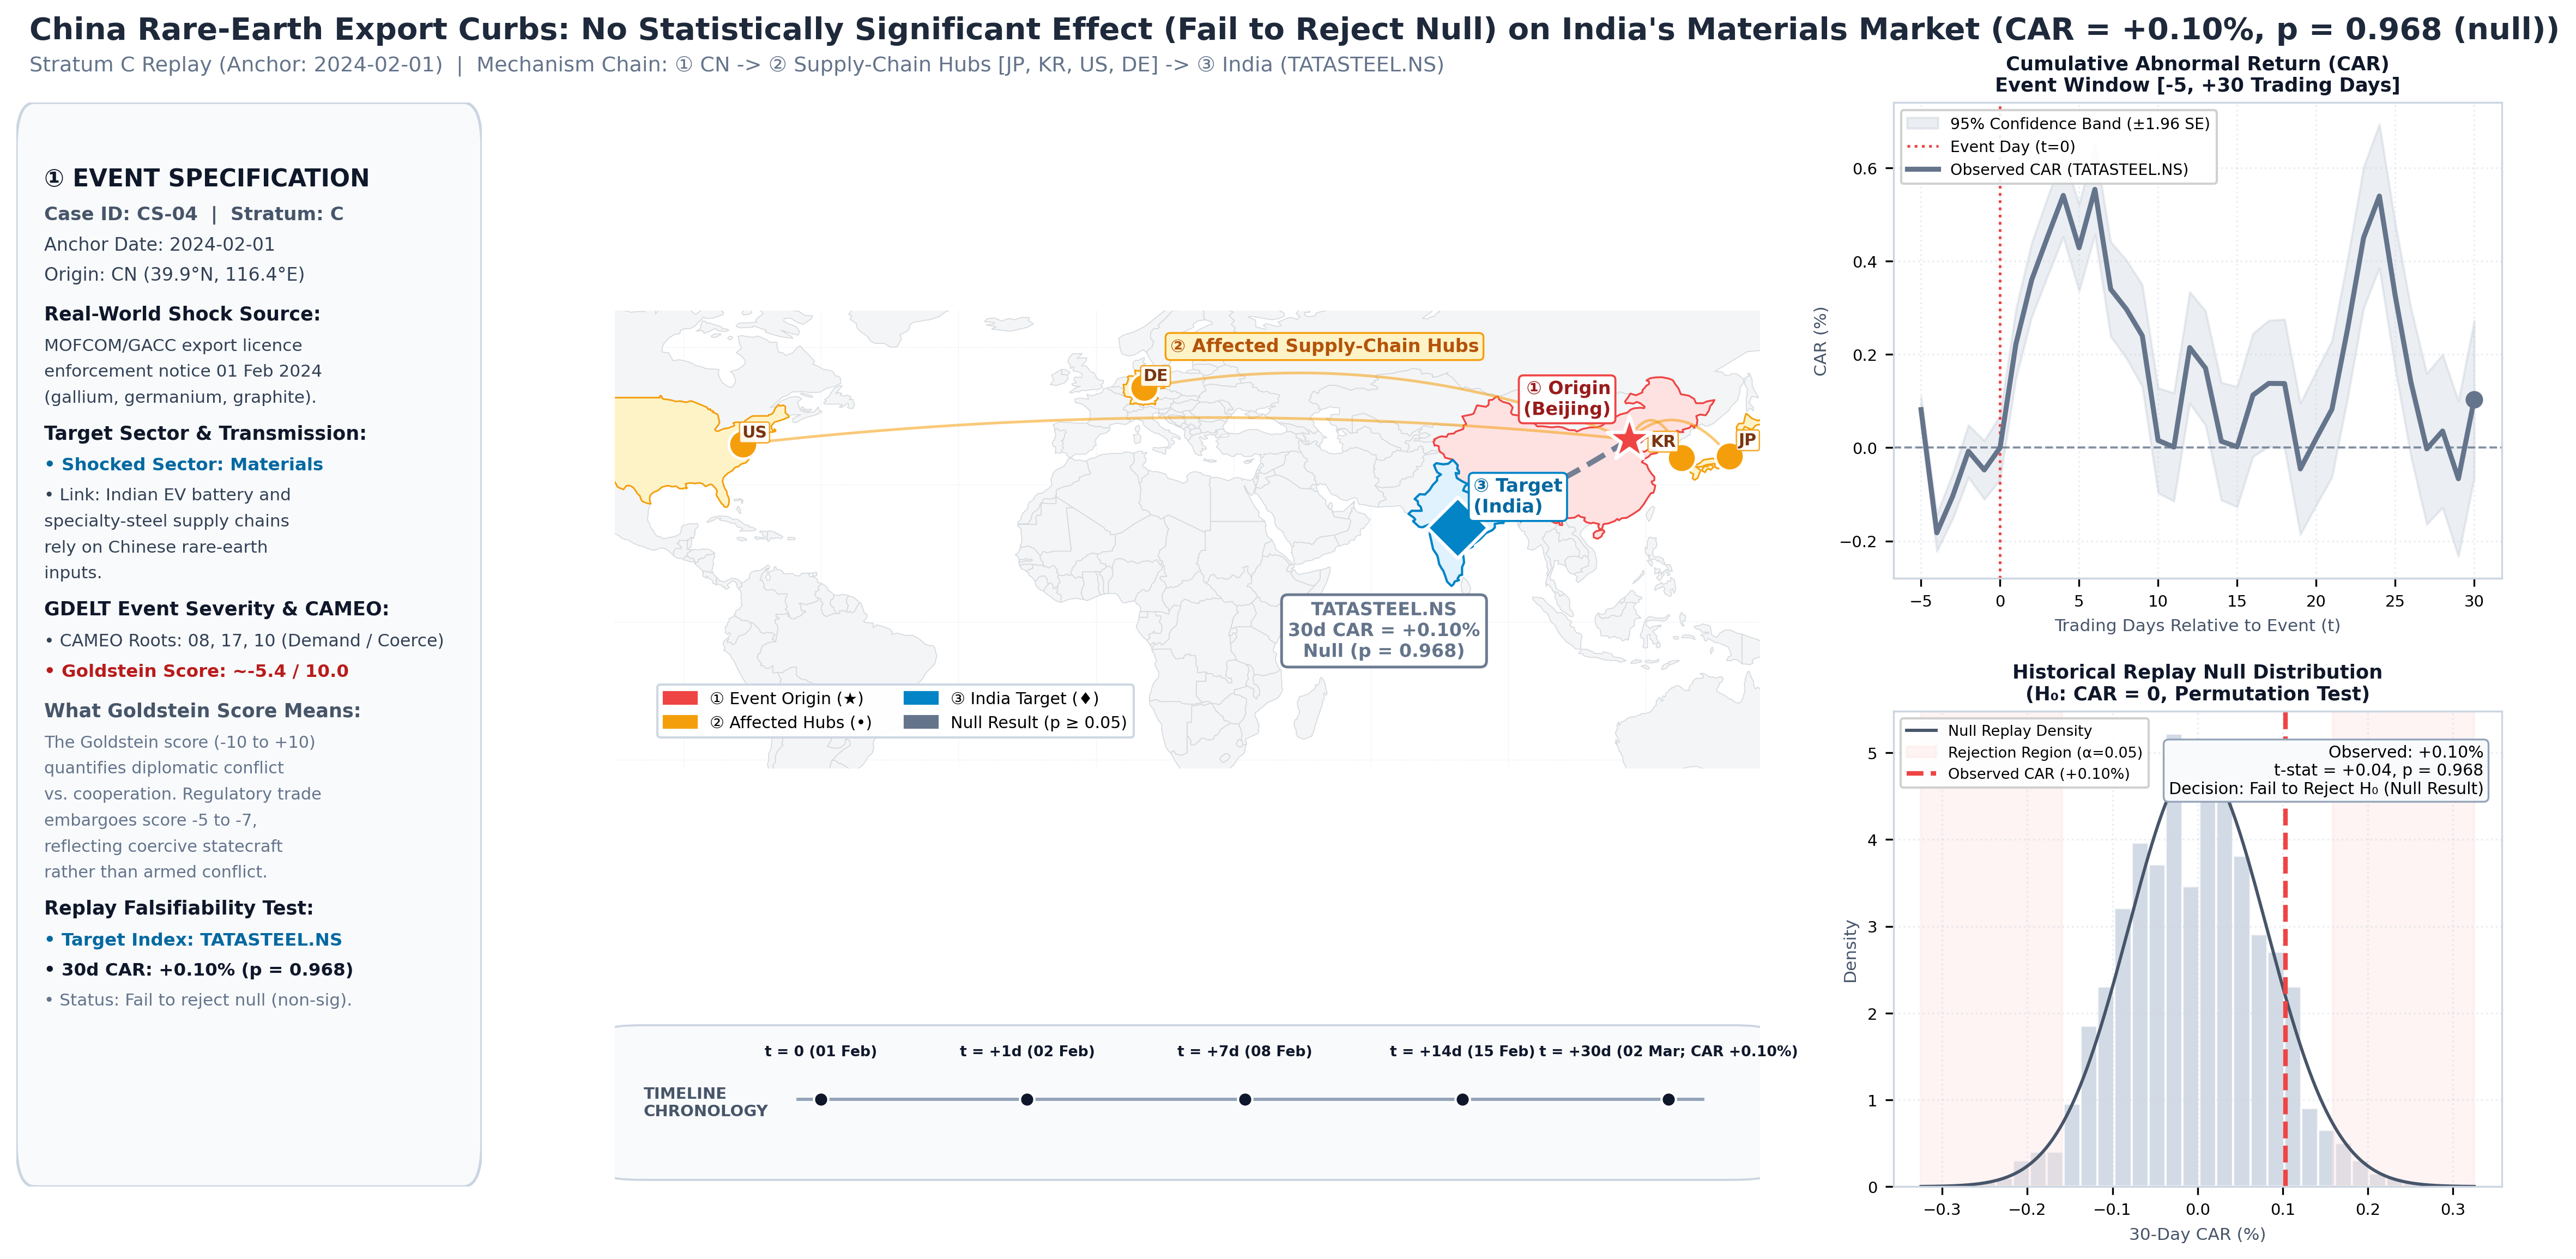 China Rare-Earth Export Curbs: No Statistically Significant Effect (Fail to Reject Null) on India's Materials Market (CAR = +0.10%, p = 0.968 (null))
Stratum C Replay (Anchor: 2024-02-01)  |  Mechanism Chain: ① CN -> ② Supply-Chain Hubs [JP, KR, US, DE] -> ③ India (TATASTEEL.NS)
① EVENT SPECIFICATION
Case ID: CS-04  |  Stratum: C
Anchor Date: 2024-02-01
Origin: CN (39.9°N, 116.4°E)
Real-World Shock Source:
MOFCOM/GACC export licence
enforcement notice 01 Feb 2024
(gallium, germanium, graphite).
Target Sector & Transmission:
• Shocked Sector: Materials
• Link: Indian EV battery and
specialty-steel supply chains
rely on Chinese rare-earth
inputs.
GDELT Event Severity & CAMEO:
• CAMEO Roots: 08, 17, 10 (Demand / Coerce)
• Goldstein Score: ~-5.4 / 10.0
What Goldstein Score Means:
The Goldstein score (-10 to +10)
quantifies diplomatic conflict
vs. cooperation. Regulatory trade
embargoes score -5 to -7,
reflecting coercive statecraft
rather than armed conflict.
Replay Falsifiability Test:
• Target Index: TATASTEEL.NS
• 30d CAR: +0.10% (p = 0.968)
• Status: Fail to reject null (non-sig).
② Affected Supply-Chain Hubs
DE
US
① Origin
(Beijing)
KR
JP
③ Target
(India)
TATASTEEL.NS
30d CAR = +0.10%
Null (p = 0.968)
① Event Origin (★)
② Affected Hubs (•)
③ India Target (♦)
Null Result (p ≥ 0.05)
t = 0 (01 Feb)
t = +1d (02 Feb)
t = +7d (08 Feb)
t = +14d (15 Feb)
t = +30d (02 Mar; CAR +0.10%)
TIMELINE
CHRONOLOGY
Cumulative Abnormal Return (CAR)
Event Window [-5, +30 Trading Days]
95% Confidence Band (±1.96 SE)
Event Day (t=0)
Observed CAR (TATASTEEL.NS)
CAR (%)
0.6
0.4
0.2
0.0
−0.2
−5
0
5
10
15
20
25
30
Trading Days Relative to Event (t)
Historical Replay Null Distribution
(H₀: CAR = 0, Permutation Test)
Null Replay Density
Rejection Region (α=0.05)
Observed CAR (+0.10%)
Observed: +0.10%
t-stat = +0.04, p = 0.968
Decision: Fail to Reject H₀ (Null Result)
Density
5
4
3
2
1
0
−0.3
−0.2
−0.1
0.0
0.1
0.2
0.3
30-Day CAR (%)